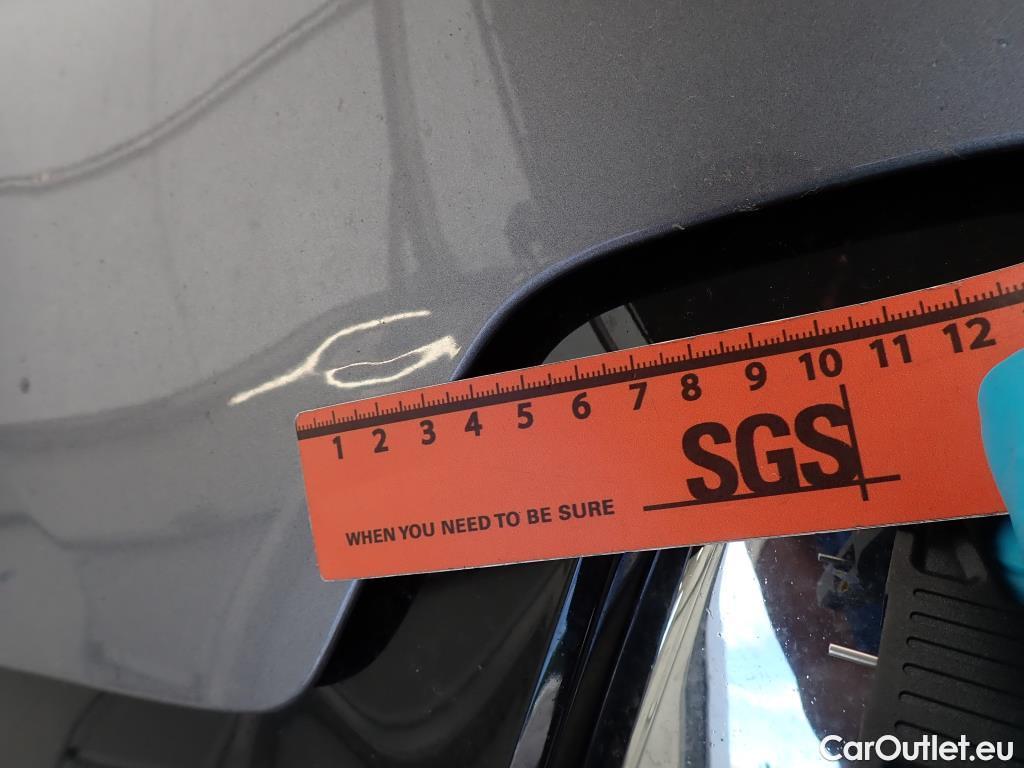 1 2 3 4 5 6 7 8 9 10 11 12
SGS
WHEN YOU NEED TO BE SURE
CarOutlet.eu